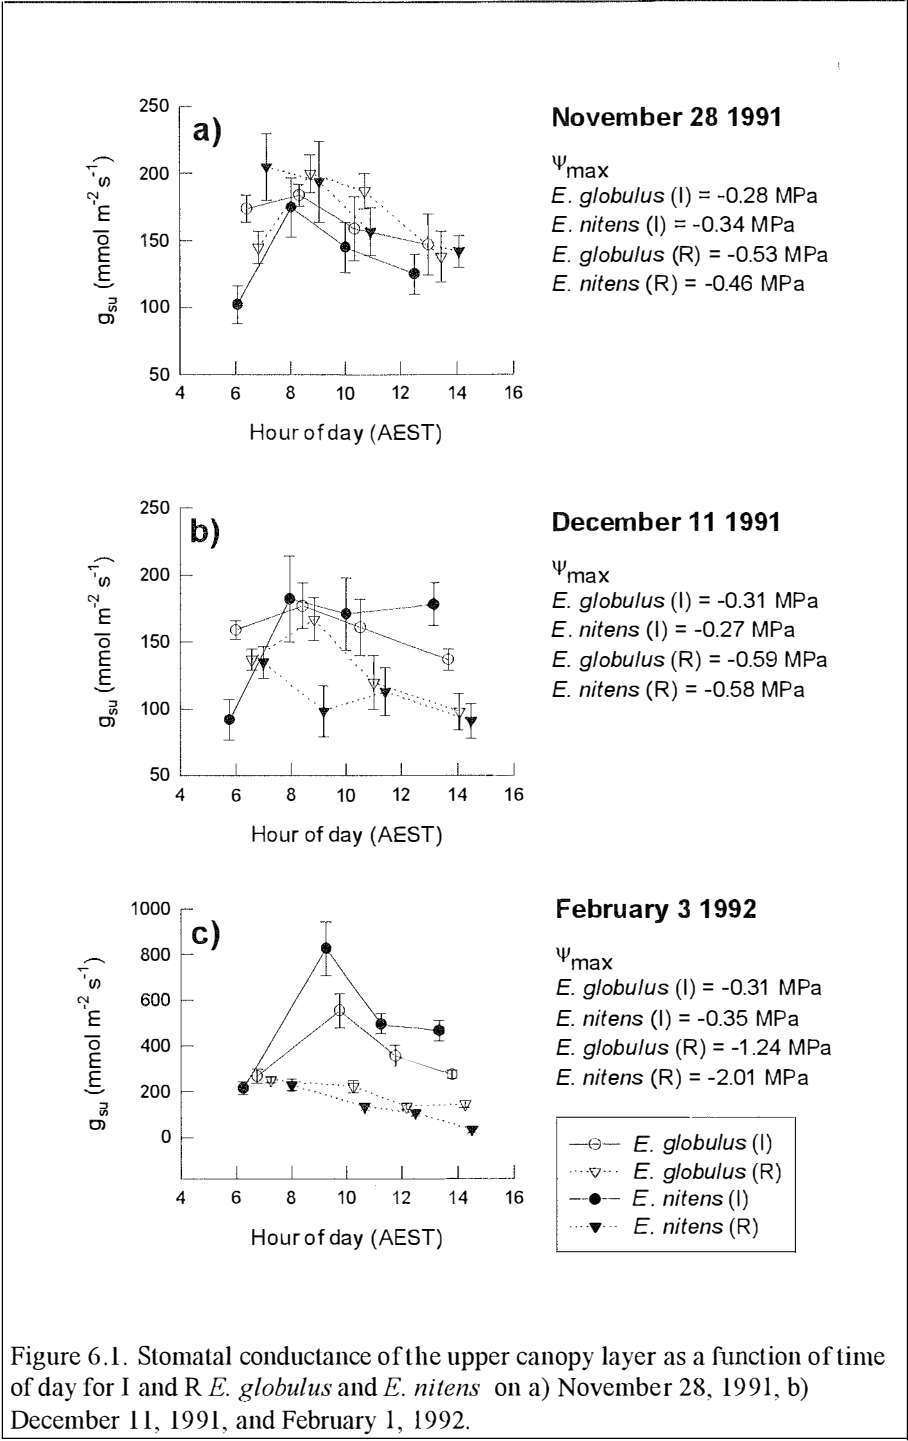 a)
250
200
150
100
50
g_su (mmol m⁻² s⁻¹)
4 6 8 10 12 14 16
Hour of day (AEST)
November 28 1991
Ψmax
E. globulus (I) = -0.28 MPa
E. nitens (I) = -0.34 MPa
E. globulus (R) = -0.53 MPa
E. nitens (R) = -0.46 MPa
b)
250
200
150
100
50
g_su (mmol m⁻² s⁻¹)
4 6 8 10 12 14 16
Hour of day (AEST)
December 11 1991
Ψmax
E. globulus (I) = -0.31 MPa
E. nitens (I) = -0.27 MPa
E. globulus (R) = -0.59 MPa
E. nitens (R) = -0.58 MPa
c)
1000
800
600
400
200
0
g_su (mmol m⁻² s⁻¹)
4 6 8 10 12 14 16
Hour of day (AEST)
February 3 1992
Ψmax
E. globulus (I) = -0.31 MPa
E. nitens (I) = -0.35 MPa
E. globulus (R) = -1.24 MPa
E. nitens (R) = -2.01 MPa
E. globulus (I)
E. globulus (R)
E. nitens (I)
E. nitens (R)
Figure 6.1. Stomatal conductance of the upper canopy layer as a function of time
of day for I and R E. globulus and E. nitens on a) November 28, 1991, b)
December 11, 1991, and February 1, 1992.